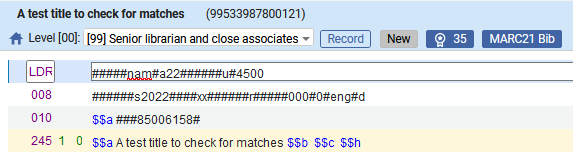 A test title to check for matches (99533987800121)
Level [00]: [99] Senior librarian and close associates Record New 35 MARC21 Bib
LDR #####nam#a22######u#4500
008 ######s2022####xx######r#####000#0#eng#d
010 $$a ###85006158#
245 1 0 $$a A test title to check for matches $$b $$c $$h